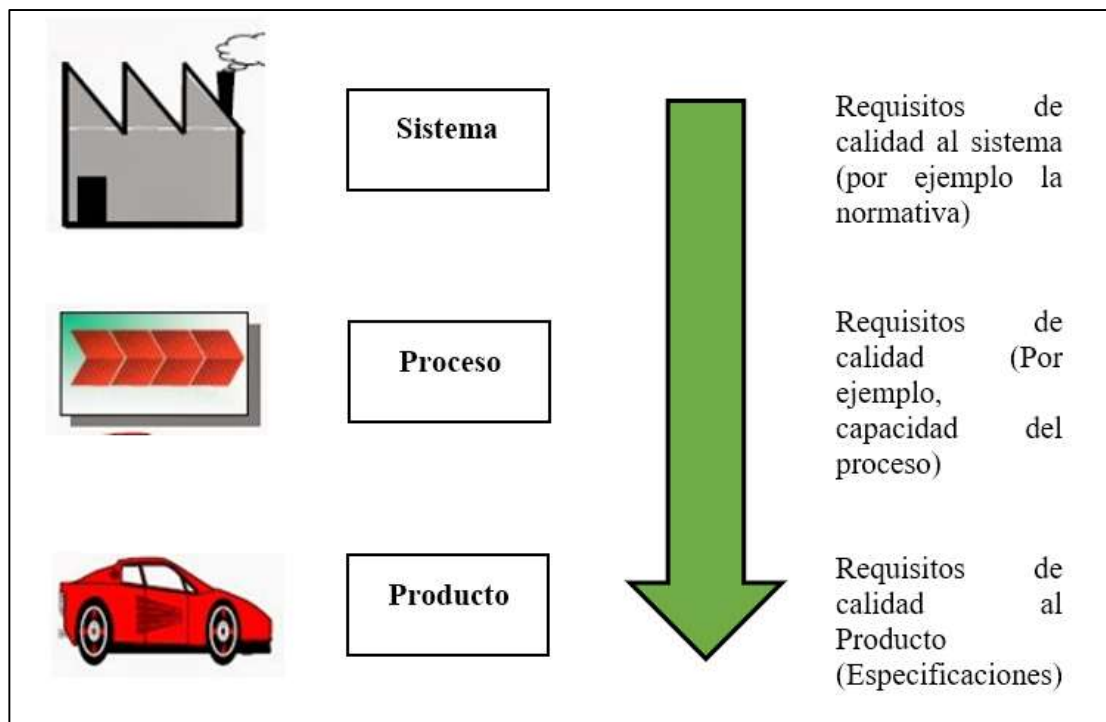 Sistema
Requisitos de
calidad al sistema
(por ejemplo la
normativa)
Proceso
Requisitos de
calidad (Por
ejemplo,
capacidad del
proceso)
Producto
Requisitos de
calidad al
Producto
(Especificaciones)